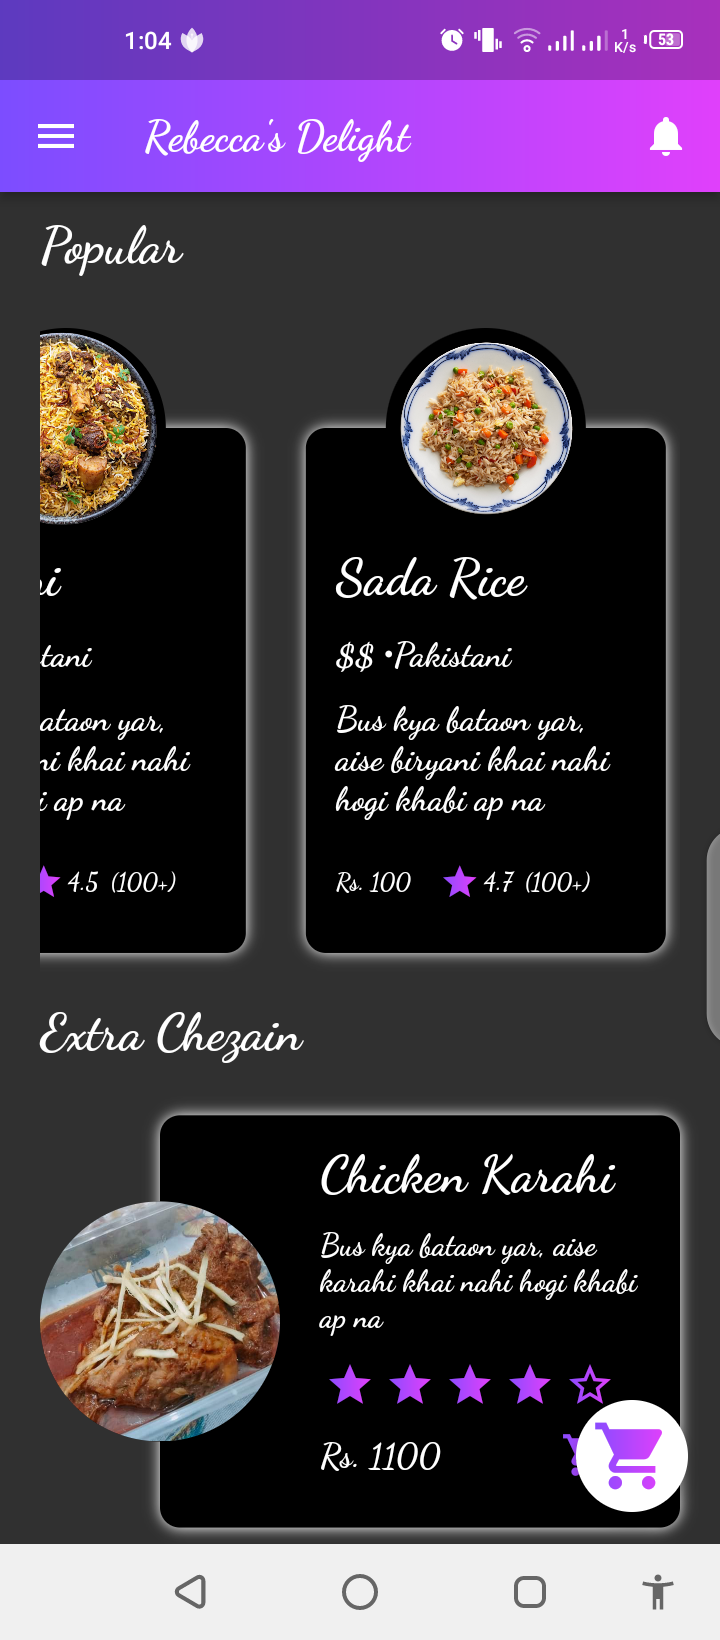 1:04
1
K/s
53
Rebecca's Delight
Popular
tani
ataon yar,
ni khai nahi
i ap na
4.5 (100+)
Sada Rice
$$ •Pakistani
Bus kya bataon yar,
aise biryani khai nahi
hogi khabi ap na
Rs. 100 4.7 (100+)
Extra Chezain
Chicken Karahi
Bus kya bataon yar, aise
karahi khai nahi hogi khabi
ap na
Rs. 1100